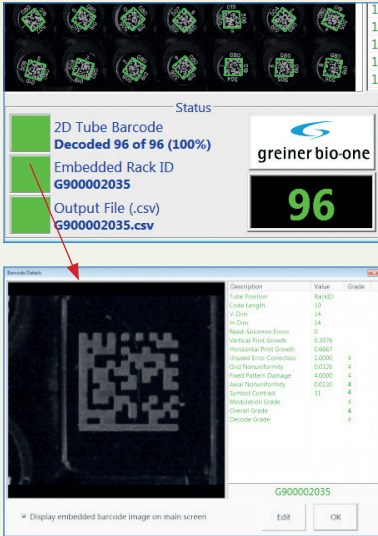 Status
2D Tube Barcode
Decoded 96 of 96 (100%)
Embedded Rack ID
G900002035
Output File (.csv)
G900002035.csv
greiner bio-one
96
Barcode Details
Description Value Grade
Tube Position RackID
Code Length 10
V-Dim 14
H-Dim 14
Reed-Solomon Errors 0
Vertical Print Growth 0.3976
Horizontal Print Growth 0.6667
Unused Error Correction 1.0000 4
Grid Nonuniformity 0.0326 4
Fixed Pattern Damage 4.0000 4
Axial Nonuniformity 0.0130 4
Symbol Contrast 31 4
Modulation Grade 4
Overall Grade 4
Decode Grade 4
G900002035
Display embedded barcode image on main screen
Edit
OK